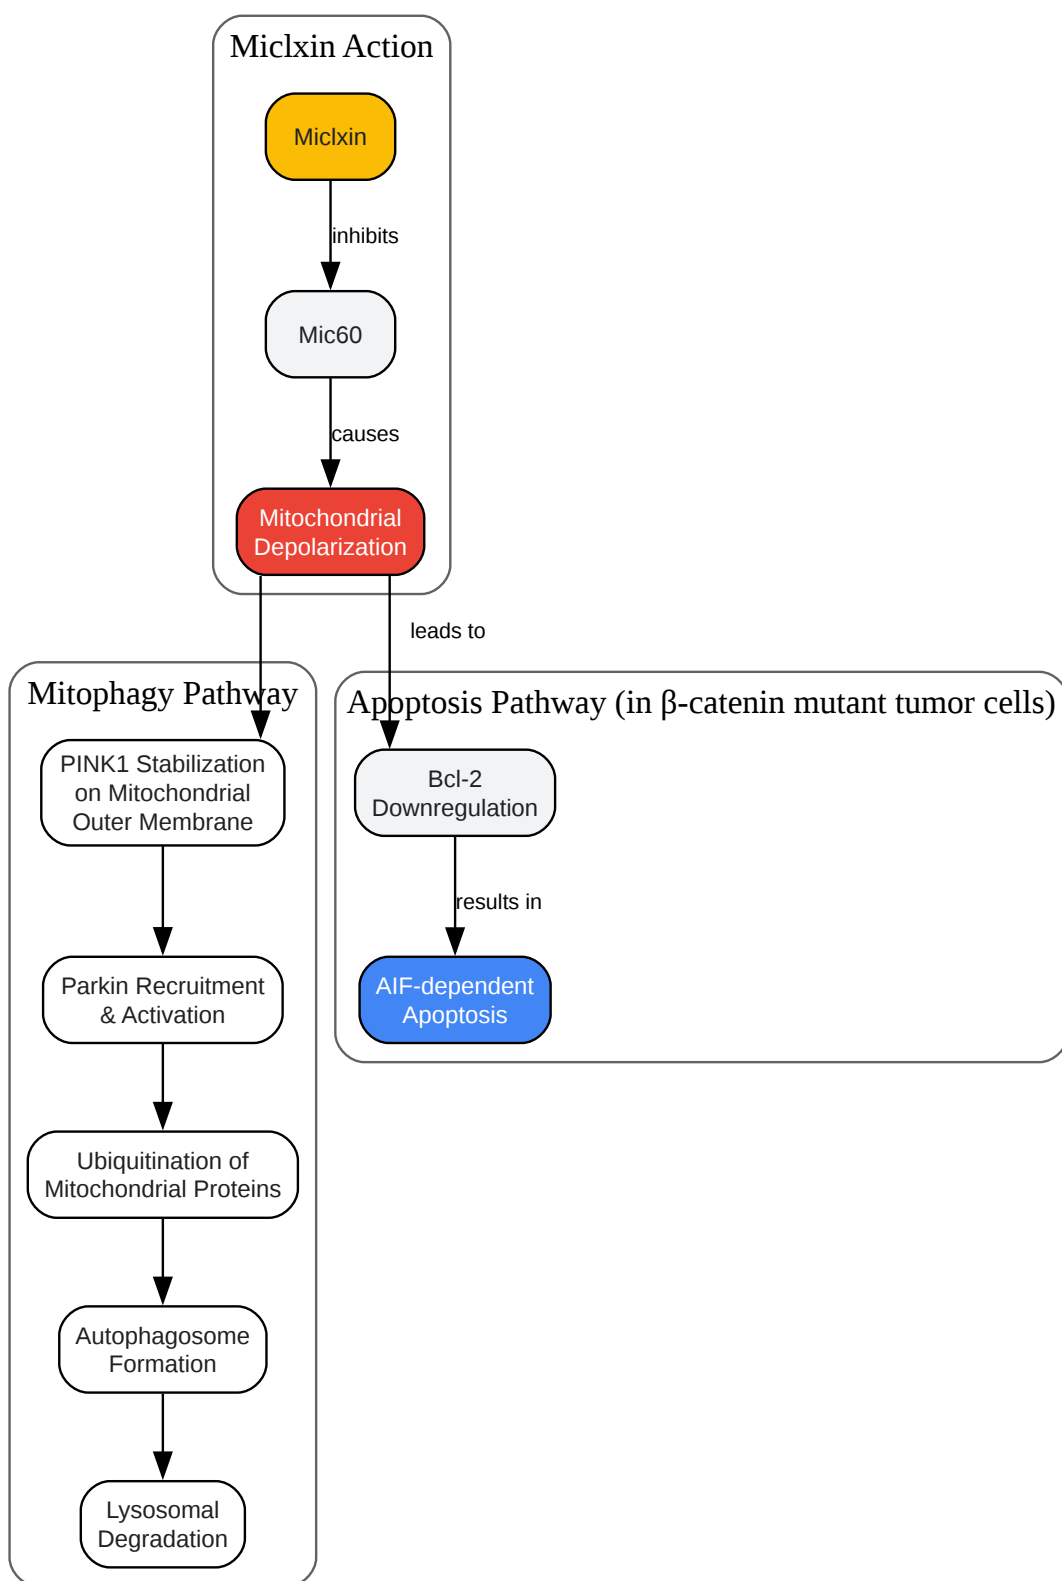 Miclxin Action
Miclxin
inhibits
Mic60
causes
Mitochondrial
Depolarization
leads to
Mitophagy Pathway
PINK1 Stabilization
on Mitochondrial
Outer Membrane
Parkin Recruitment
& Activation
Ubiquitination of
Mitochondrial Proteins
Autophagosome
Formation
Lysosomal
Degradation
Apoptosis Pathway (in β-catenin mutant tumor cells)
Bcl-2
Downregulation
results in
AIF-dependent
Apoptosis